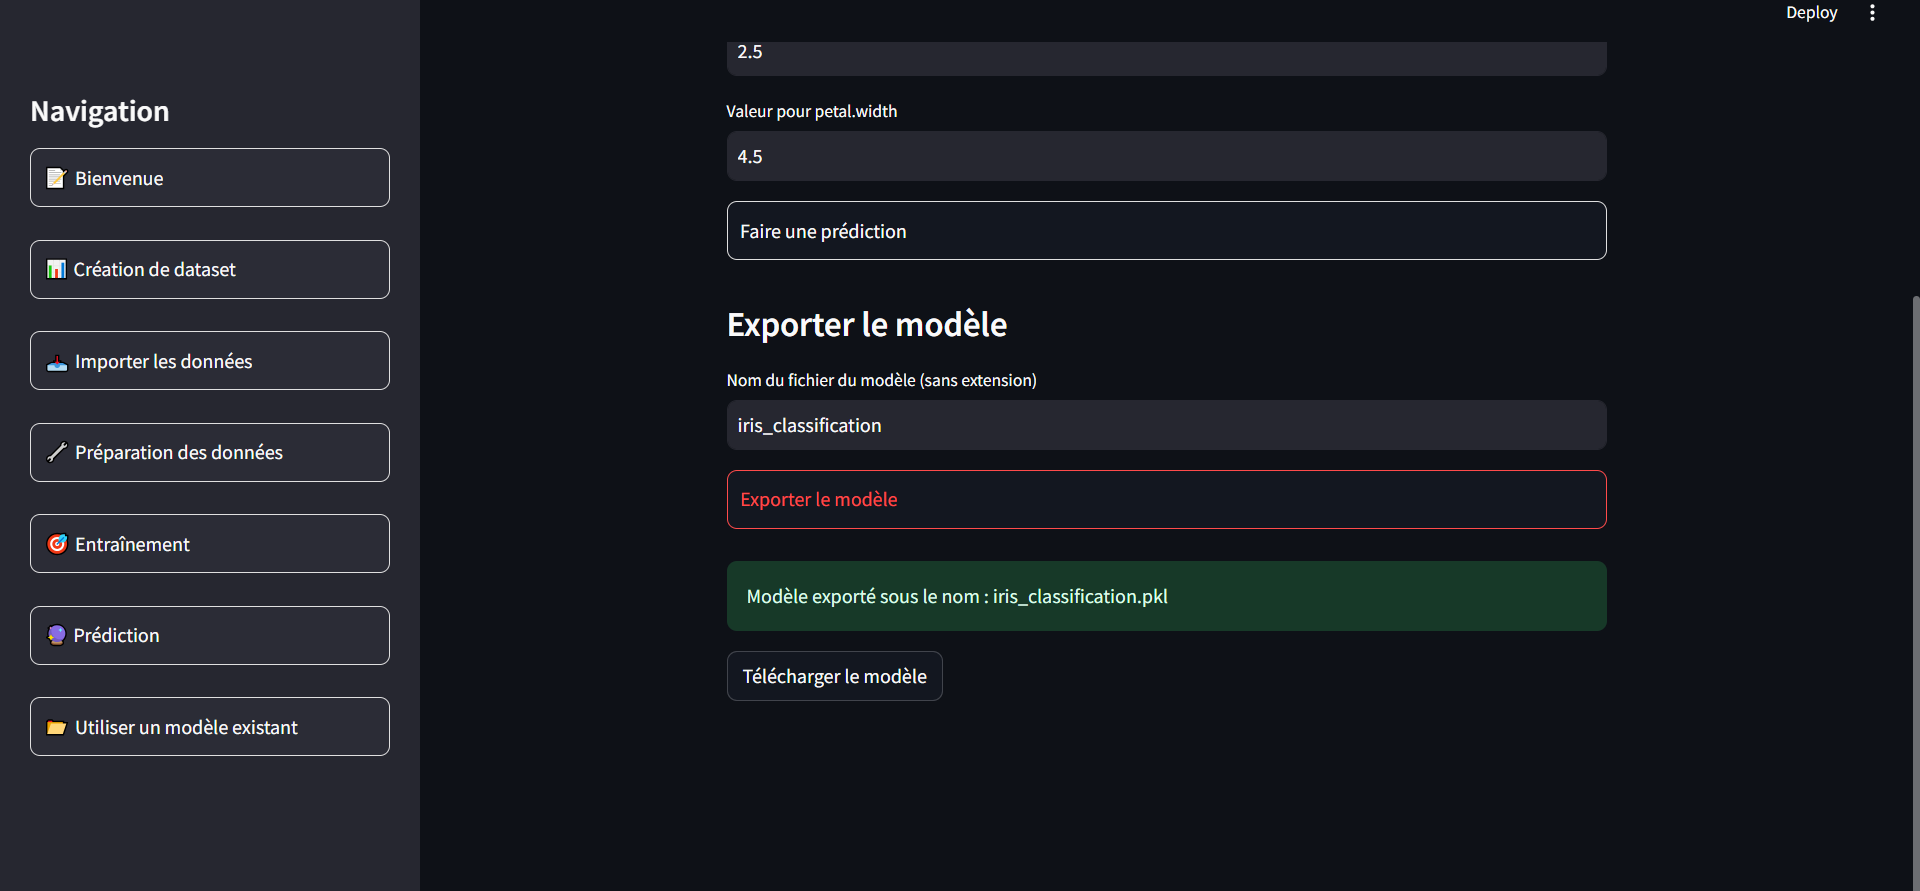 Deploy
Navigation
Bienvenue
Création de dataset
Importer les données
Préparation des données
Entraînement
Prédiction
Utiliser un modèle existant
2.5
Valeur pour petal.width
4.5
Faire une prédiction
Exporter le modèle
Nom du fichier du modèle (sans extension)
iris_classification
Exporter le modèle
Modèle exporté sous le nom : iris_classification.pkl
Télécharger le modèle